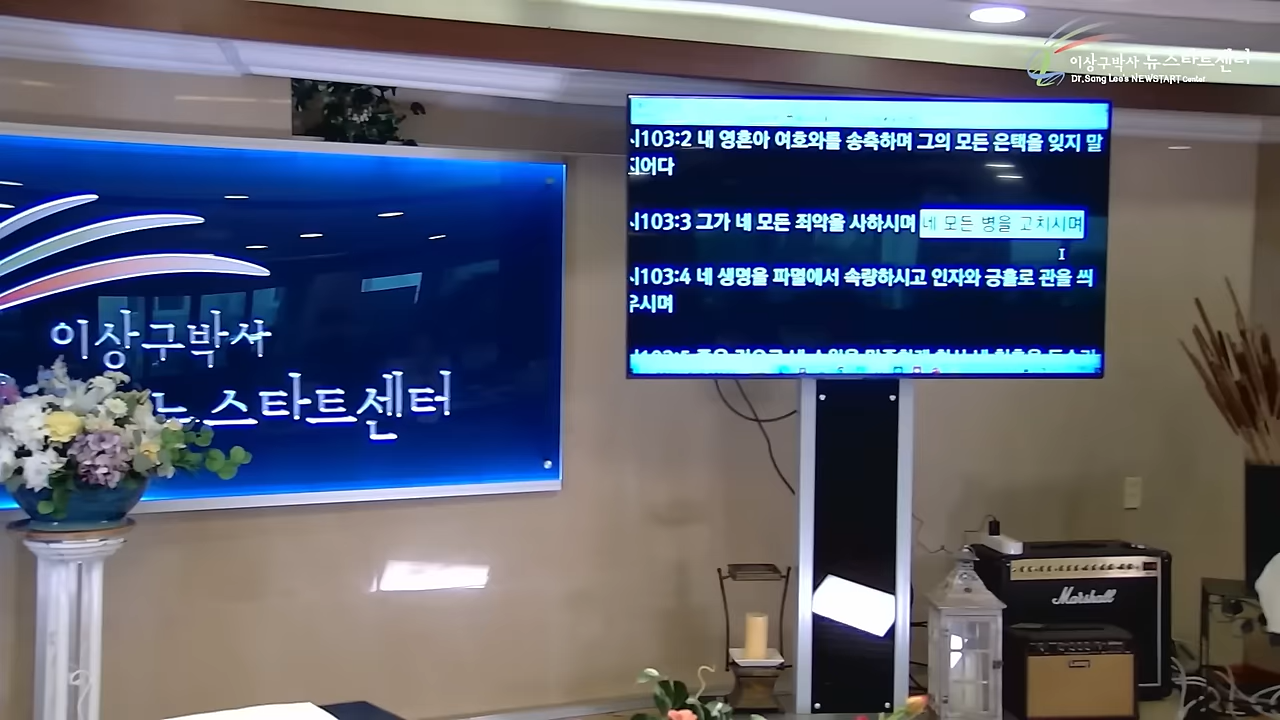 이상구박사 뉴스타트센터
Dr.Sang Lee's NEWSTART Center
103:2 내 영혼아 여호와를 송축하며 그의 모든 은택을 잊지 말
지어다
103:3 그가 네 모든 죄악을 사하시며 네 모든 병을 고치시며
103:4 네 생명을 파멸에서 속량하시고 인자와 긍휼로 관을 씌
우시며
이상구박사
뉴스타트센터
Marshall
Laney